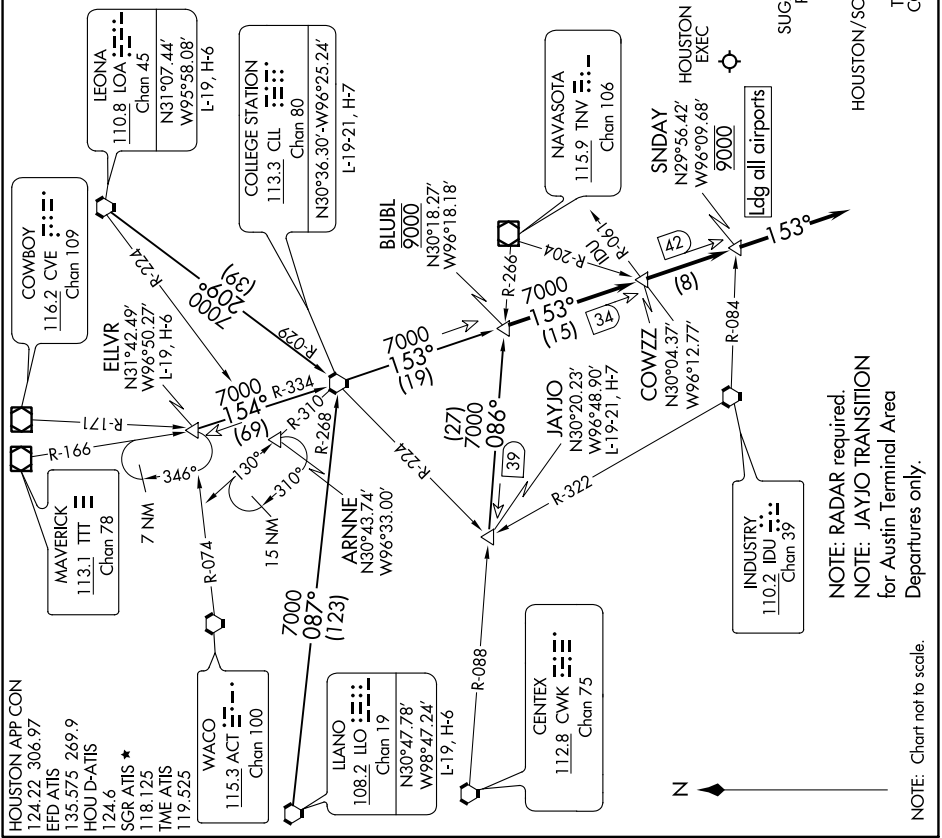 HOUSTON APP CON
124.22 306.97
EFD ATIS
135.575 269.9
HOU D-ATIS
124.6
SGR ATIS ★
118.125
TME ATIS
119.525
MAVERICK
113.1 TTT
Chan 78
COWBOY
116.2 CVE
Chan 109
LEONA
110.8 LOA
Chan 45
N31°07.44'
W95°58.08'
L-19, H-6
ELLVR
N31°42.49'
W96°50.27'
L-19, H-6
R-166
R-171
R-224
7000
209°
(39)
R-029
346°
7 NM
7000
154°
(69)
R-334
R-310
130°
310°
15 NM
R-074
WACO
115.3 ACT
Chan 100
ARNNE
N30°43.74'
W96°33.00'
COLLEGE STATION
113.3 CLL
Chan 80
N30°36.30'-W96°25.24'
L-19-21, H-7
R-268
7000
087°
(123)
LLANO
108.2 LLO
Chan 19
N30°47.78'
W98°47.24'
L-19, H-6
7000
153°
(19)
R-224
BLUBL
9000
N30°18.27'
W96°18.18'
NAVASOTA
115.9 TNV
Chan 106
R-266
R-204
(27)
7000
086°
39
JAYJO
N30°20.23'
W96°48.90'
L-19-21, H-7
R-088
CENTEX
112.8 CWK
Chan 75
7000
153°
(15)
34
IDU
R-061
COWZZ
N30°04.37'
W96°12.77'
42
(8)
SNDAY
N29°56.42'
W96°09.68'
9000
Ldg all airports
HOUSTON
EXEC
153°
R-084
R-322
INDUSTRY
110.2 IDU
Chan 39
NOTE: RADAR required.
NOTE: JAYJO TRANSITION
for Austin Terminal Area
Departures only.
N
NOTE: Chart not to scale.
SUG
HOUSTON/SC